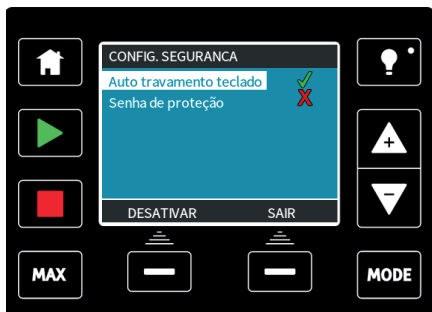 CONFIG. SEGURANCA
Auto travamento teclado
Senha de proteção
DESATIVAR SAIR
MAX
MODE